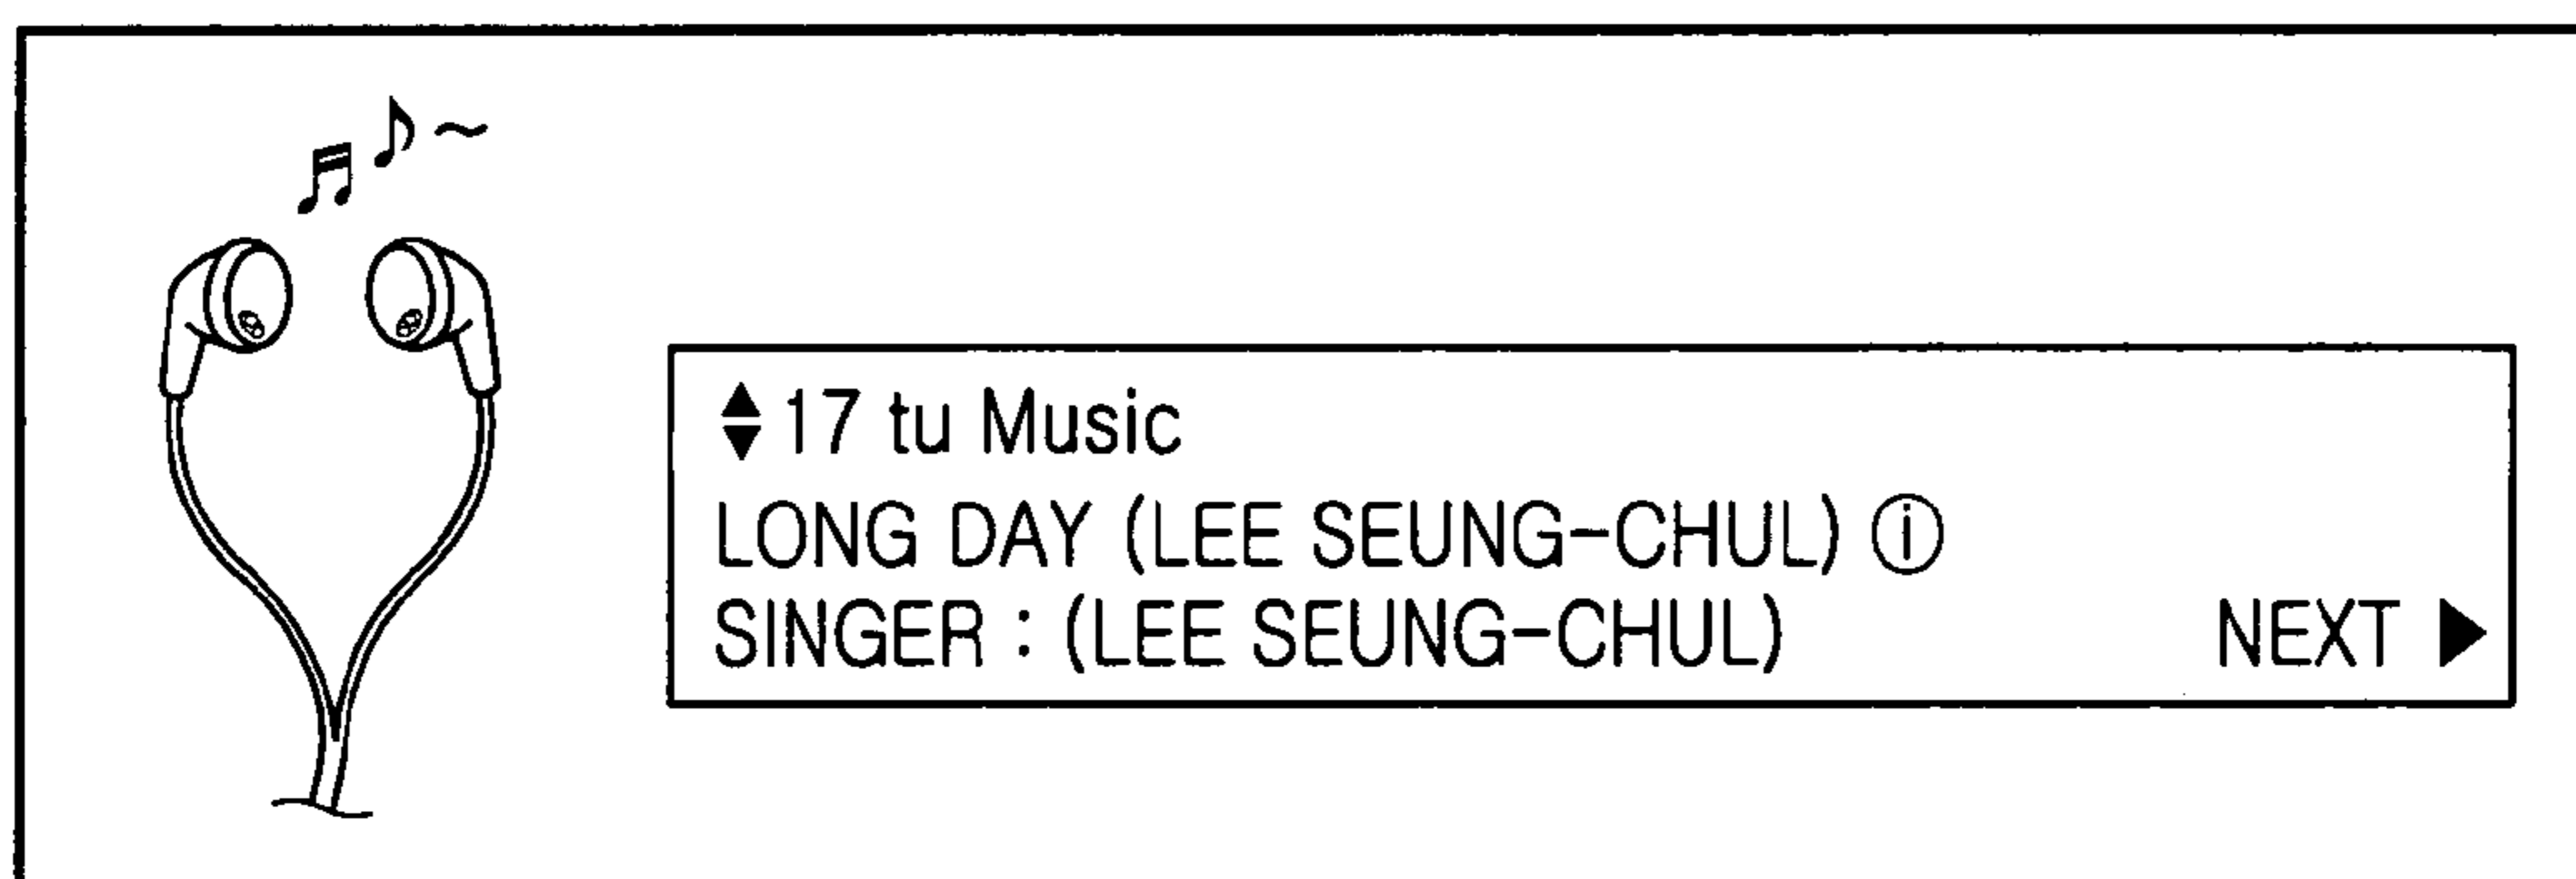 17 tu Music
LONG DAY (LEE SEUNG-CHUL) ⓘ
SINGER : (LEE SEUNG-CHUL)
NEXT ▶